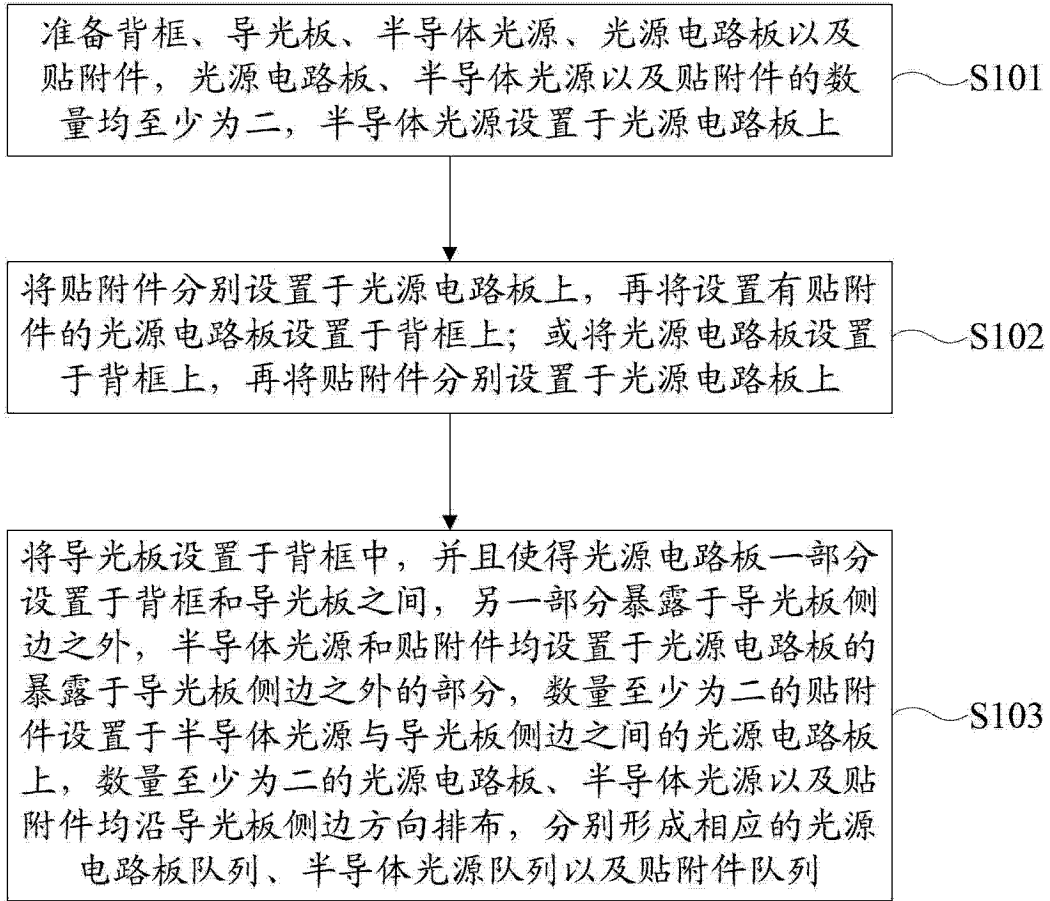 准备背框、导光板、半导体光源、光源电路板以及
贴附件，光源电路板、半导体光源以及贴附件的数
量均至少为二，半导体光源设置于光源电路板上
S101
将贴附件分别设置于光源电路板上，再将设置有贴附
件的光源电路板设置于背框上；或将光源电路板设置
于背框上，再将贴附件分别设置于光源电路板上
S102
将导光板设置于背框中，并且使得光源电路板一部分
设置于背框和导光板之间，另一部分暴露于导光板侧
边之外，半导体光源和贴附件均设置于光源电路板的
暴露于导光板侧边之外的部分，数量至少为二的贴附
件设置于半导体光源与导光板侧边之间的光源电路板
上，数量至少为二的光源电路板、半导体光源以及贴
附件均沿导光板侧边方向排布，分别形成相应的光源
电路板队列、半导体光源队列以及贴附件队列
S103